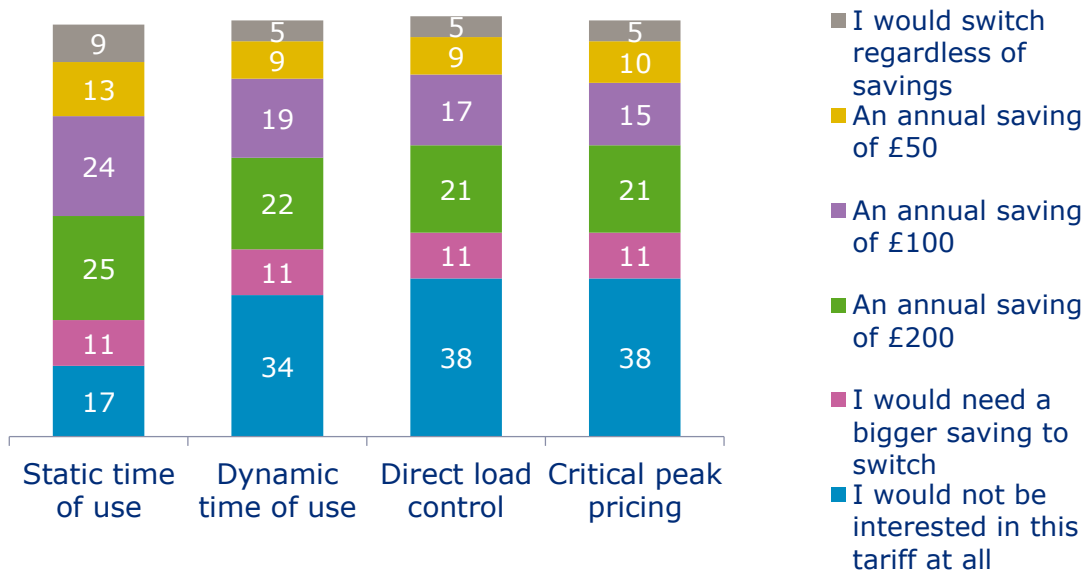 9
13
24
25
11
17
5
9
19
22
11
34
5
9
17
21
11
38
5
10
15
21
11
38
Static time
of use
Dynamic
time of use
Direct load
control
Critical peak
pricing
I would switch
regardless of
savings
An annual saving
of £50
An annual saving
of £100
An annual saving
of £200
I would need a
bigger saving to
switch
I would not be
interested in this
tariff at all